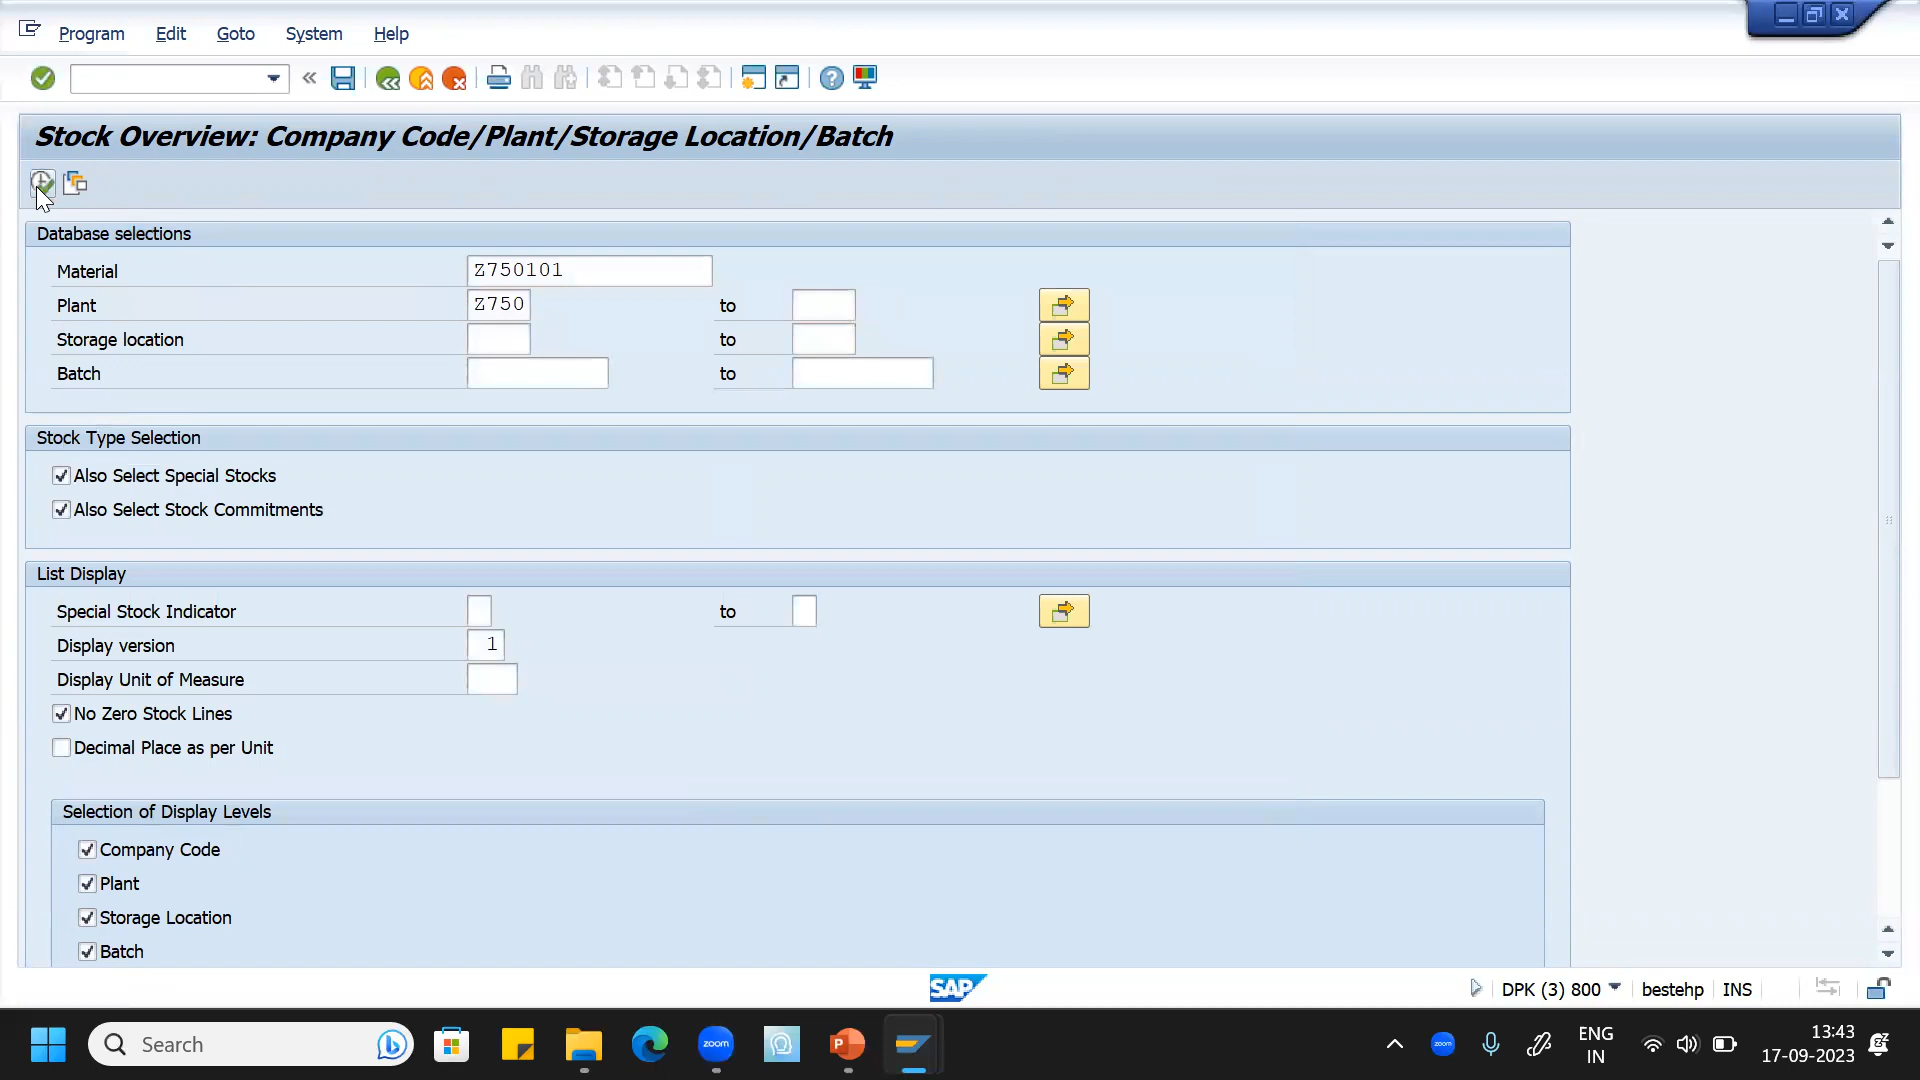 Program Edit Goto System Help
Stock Overview: Company Code/Plant/Storage Location/Batch
Database selections
Material Z750101
Plant Z750 to
Storage location to
Batch to
Stock Type Selection
Also Select Special Stocks
Also Select Stock Commitments
List Display
Special Stock Indicator to
Display version 1
Display Unit of Measure
No Zero Stock Lines
Decimal Place as per Unit
Selection of Display Levels
Company Code
Plant
Storage Location
Batch
SAP DPK (3) 800 bestehp INS
Search zoom P zoom ENG IN 13:43 17-09-2023